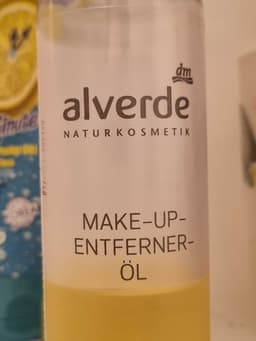 dm
alverde
NATURKOSMETIK
MAKE-UP-
ENTFERNER-
ÖL